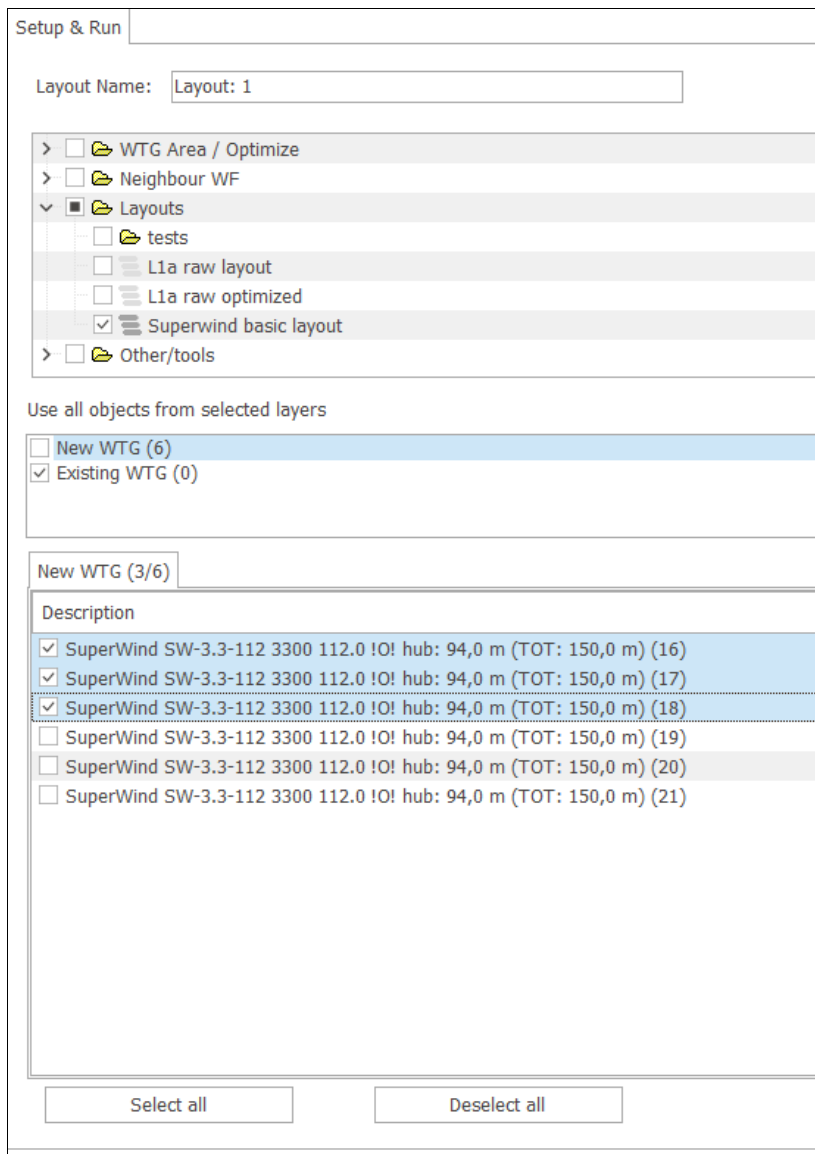 Setup & Run
Layout Name: Layout: 1
WTG Area / Optimize
Neighbour WF
Layouts
tests
L1a raw layout
L1a raw optimized
Superwind basic layout
Other/tools
Use all objects from selected layers
New WTG (6)
Existing WTG (0)
New WTG (3/6)
Description
SuperWind SW-3.3-112 3300 112.0 !O! hub: 94,0 m (TOT: 150,0 m) (16)
SuperWind SW-3.3-112 3300 112.0 !O! hub: 94,0 m (TOT: 150,0 m) (17)
SuperWind SW-3.3-112 3300 112.0 !O! hub: 94,0 m (TOT: 150,0 m) (18)
SuperWind SW-3.3-112 3300 112.0 !O! hub: 94,0 m (TOT: 150,0 m) (19)
SuperWind SW-3.3-112 3300 112.0 !O! hub: 94,0 m (TOT: 150,0 m) (20)
SuperWind SW-3.3-112 3300 112.0 !O! hub: 94,0 m (TOT: 150,0 m) (21)
Select all Deselect all